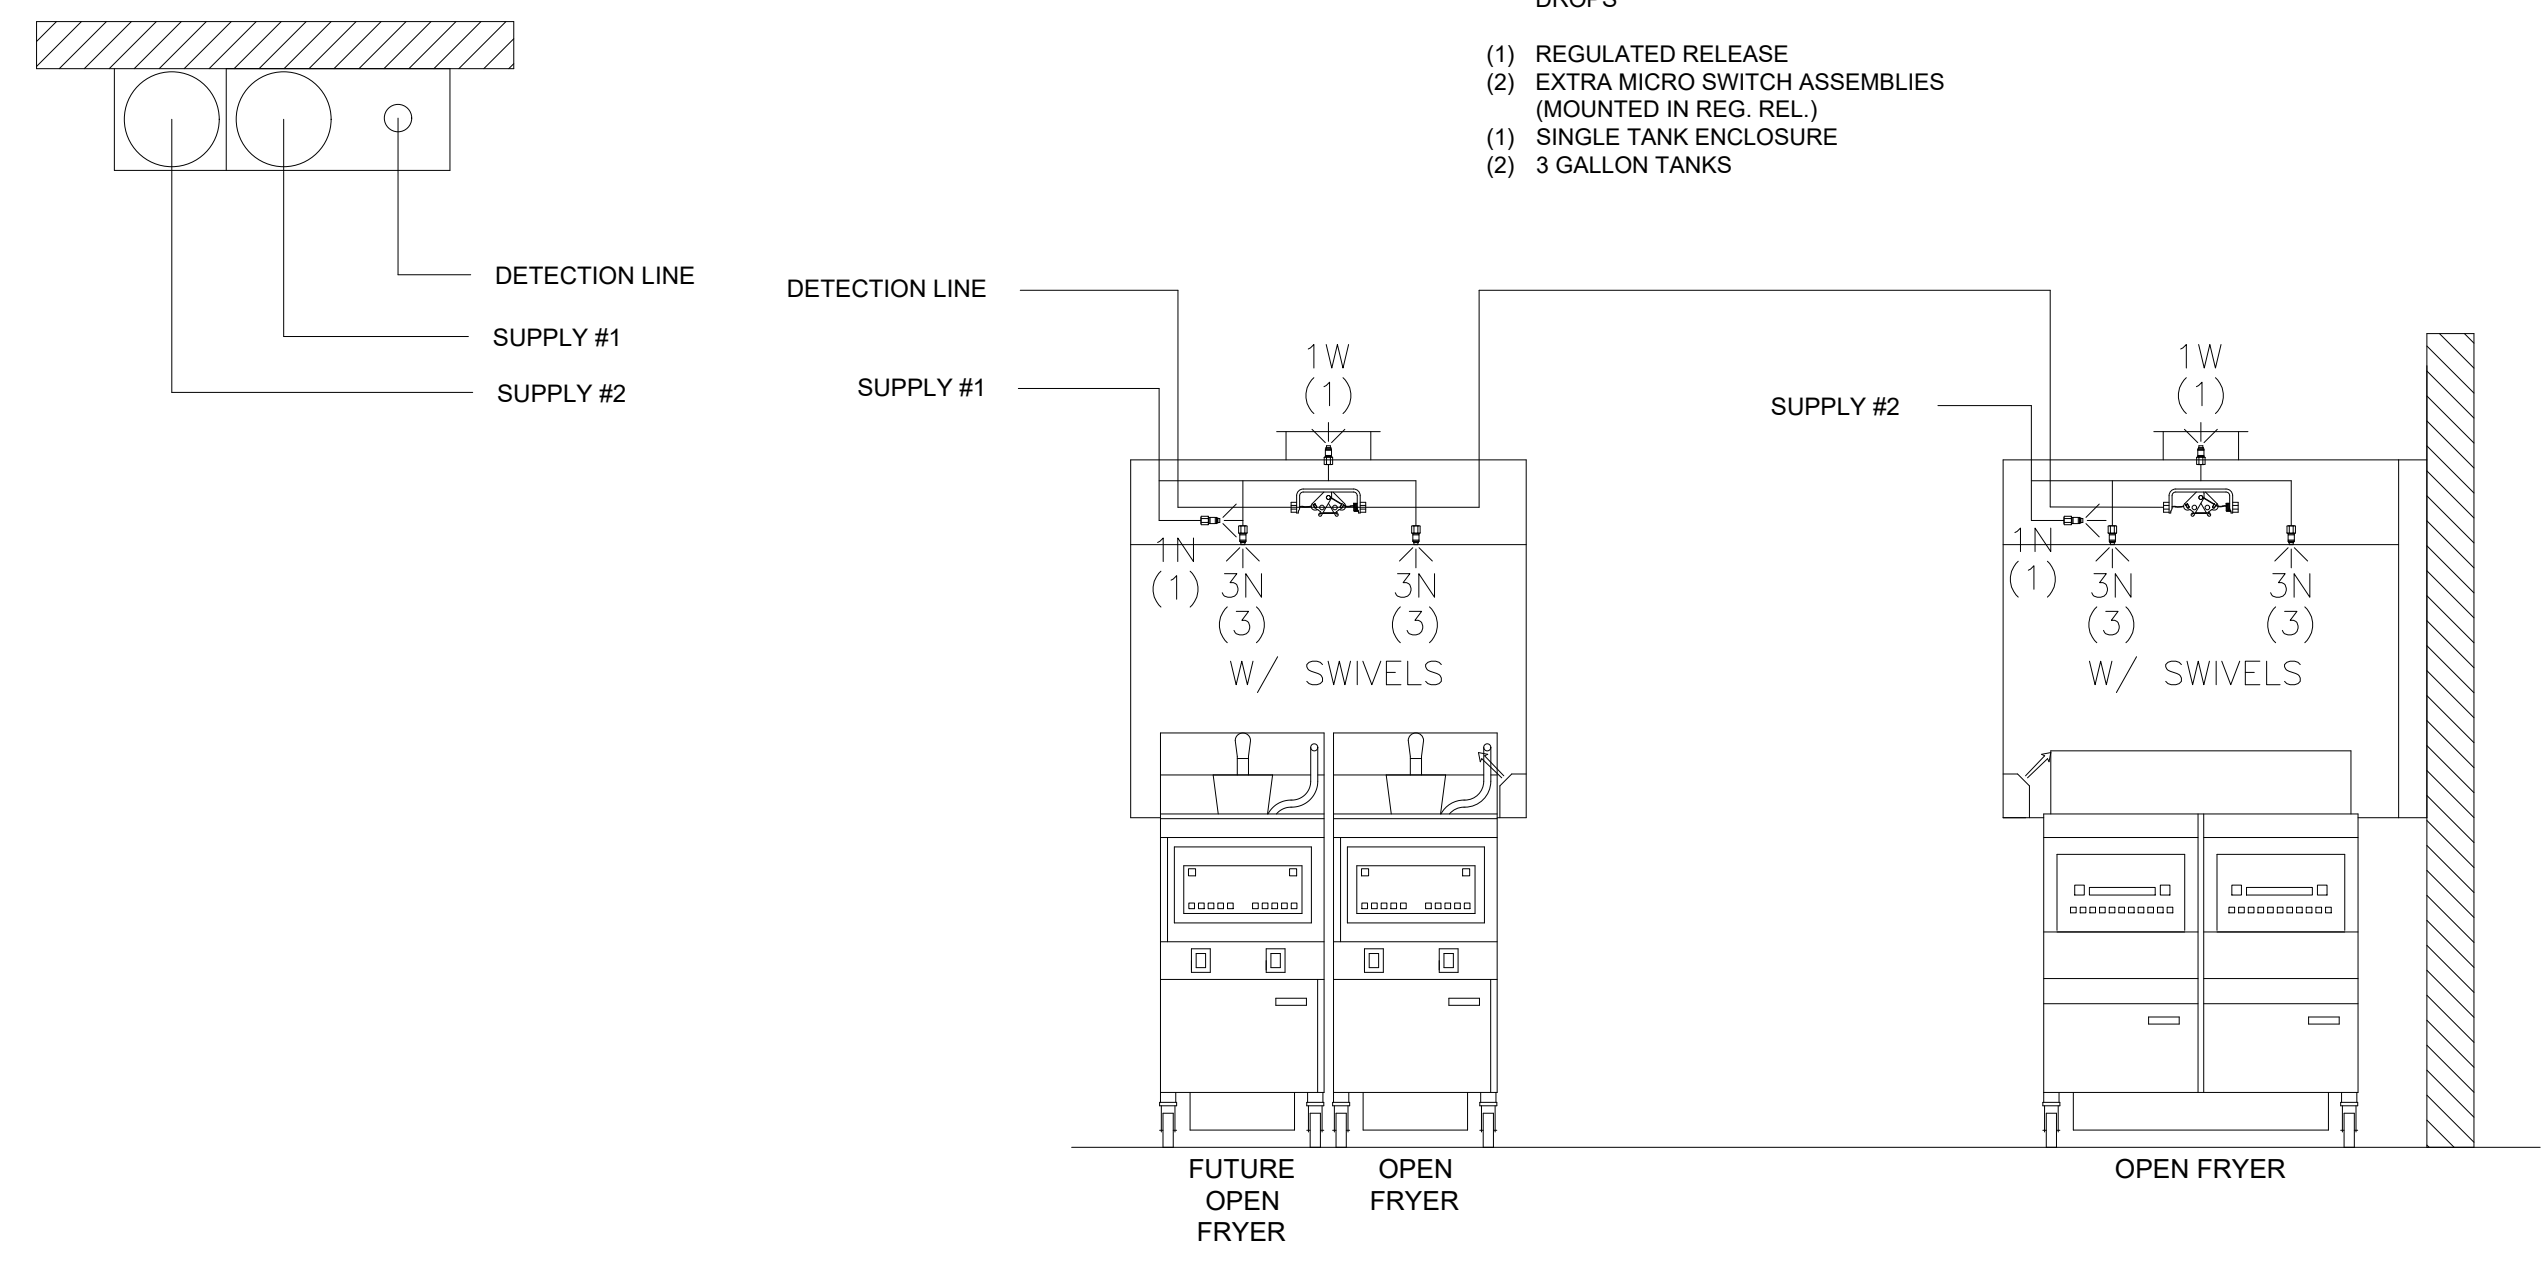 DROPS
(1) REGULATED RELEASE
(2) EXTRA MICRO SWITCH ASSEMBLIES
(MOUNTED IN REG. REL.)
(1) SINGLE TANK ENCLOSURE
(2) 3 GALLON TANKS
DETECTION LINE
SUPPLY #1
SUPPLY #2
DETECTION LINE
SUPPLY #1
1W
(1)
1N
(1)
3N
(3)
3N
(3)
W/ SWIVELS
SUPPLY #2
1W
(1)
1N
(1)
3N
(3)
3N
(3)
W/ SWIVELS
FUTURE
OPEN
FRYER
OPEN
FRYER
OPEN FRYER